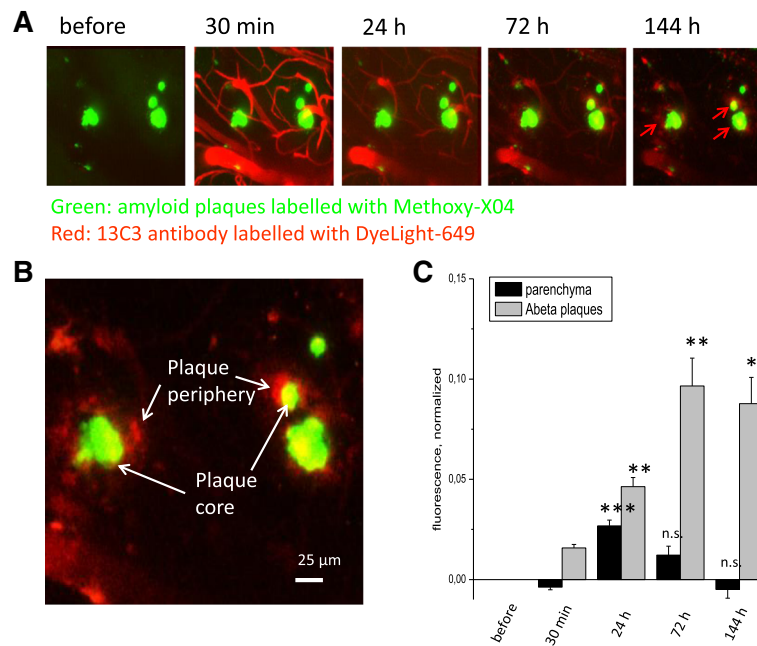 A
before
30 min
24 h
72 h
144 h
Green: amyloid plaques labelled with Methoxy-X04
Red: 13C3 antibody labelled with DyeLight-649
B
Plaque
periphery
Plaque
core
25 µm
C
0,15
0,10
0,05
0,00
fluorescence, normalized
parenchyma
Abeta plaques
***
**
n.s.
**
n.s.
*
before
30 min
24 h
72 h
144 h